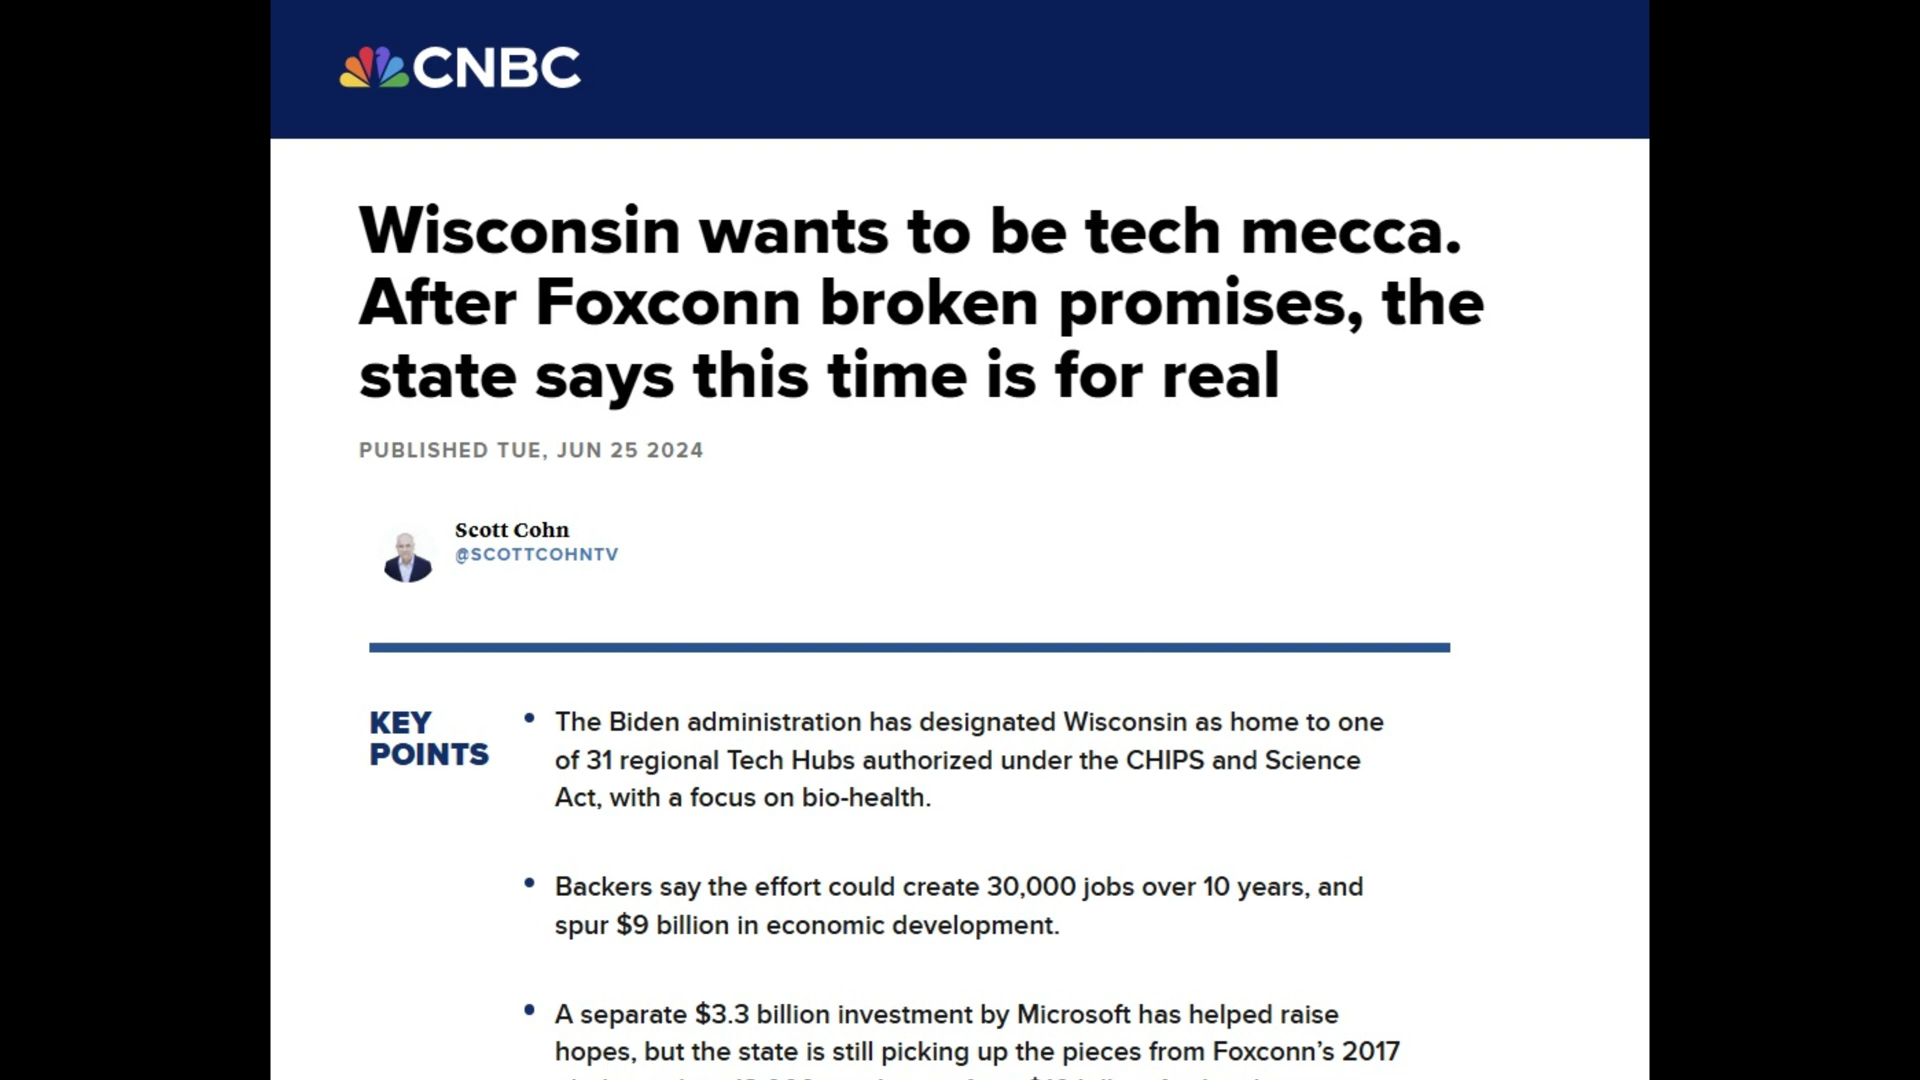 CNBC
Wisconsin wants to be tech mecca.
After Foxconn broken promises, the
state says this time is for real
PUBLISHED TUE, JUN 25 2024
Scott Cohn
@SCOTTCOHNTV
KEY
POINTS
• The Biden administration has designated Wisconsin as home to one
of 31 regional Tech Hubs authorized under the CHIPS and Science
Act, with a focus on bio-health.
• Backers say the effort could create 30,000 jobs over 10 years, and
spur $9 billion in economic development.
• A separate $3.3 billion investment by Microsoft has helped raise
hopes, but the state is still picking up the pieces from Foxconn’s 2017